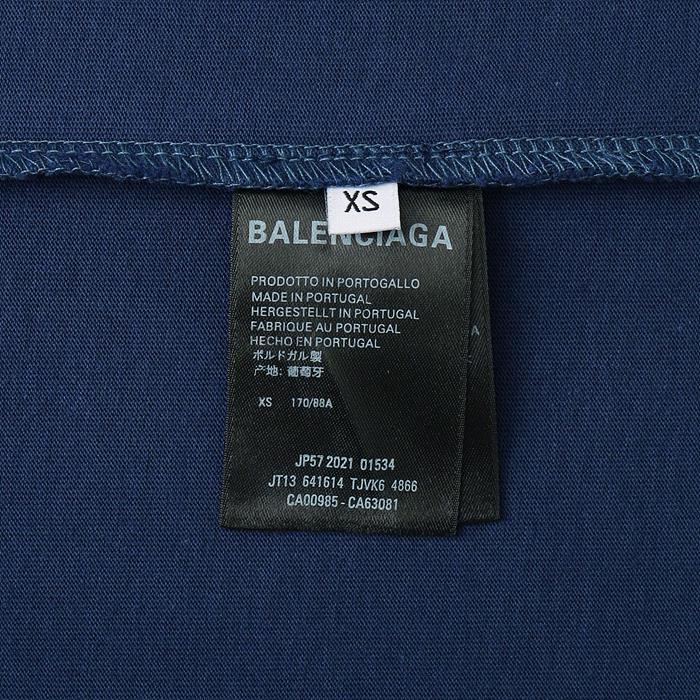 XS
BALENCIAGA
PRODOTTO IN PORTOGALLO
MADE IN PORTUGAL
HERGESTELLT IN PORTUGAL
FABRIQUE AU PORTUGAL
HECHO EN PORTUGAL
ポルドガル製
产地: 葡萄牙
XS 170/88A
JP57 2021 01534
JT13 641614 TJVK6 4866
CA00985 - CA63081
A